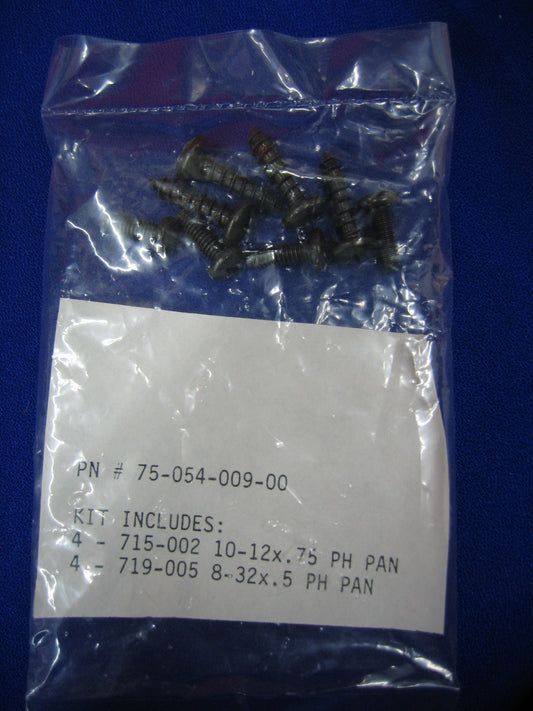 PN # 75-054-009-00
KIT INCLUDES:
4 - 715-002 10-12x.75 PH PAN
4 - 719-005 8-32x.5 PH PAN